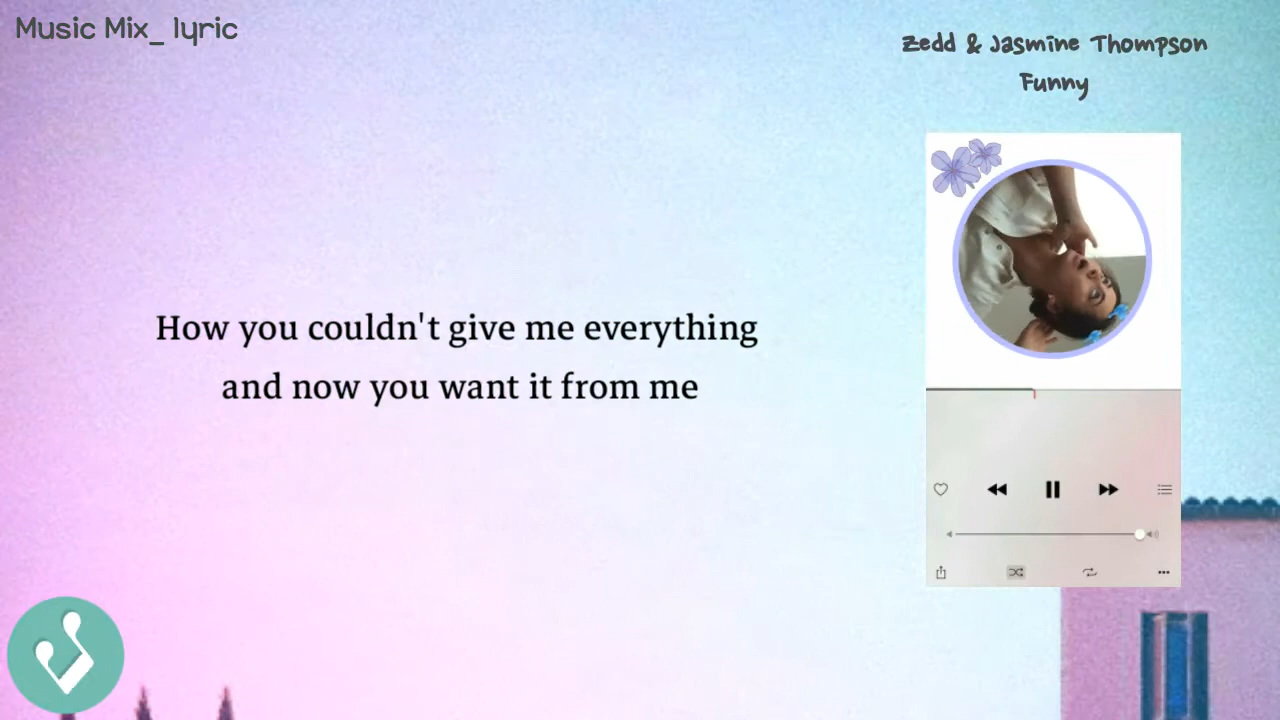 Music Mix_ lyric
Zedd & Jasmine Thompson
Funny
How you couldn't give me everything
and now you want it from me